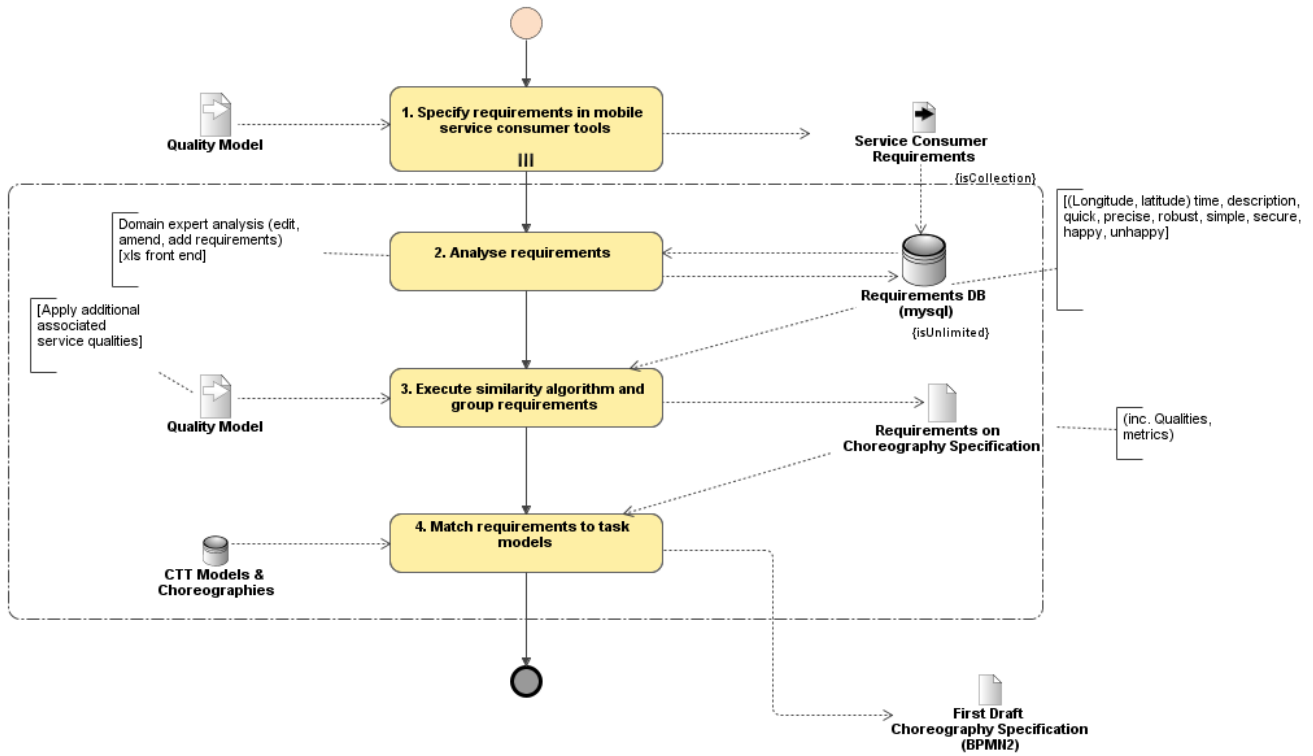 1. Specify requirements in mobile
service consumer tools
Quality Model
Service Consumer
Requirements
{isCollection}
[(Longitude, latitude) time, description,
quick, precise, robust, simple, secure,
happy, unhappy]
Domain expert analysis (edit,
amend, add requirements)
[xls front end]
2. Analyse requirements
Requirements DB
(mysql)
{isUnlimited}
[Apply additional
associated
service qualities]
3. Execute similarity algorithm and
group requirements
Quality Model
Requirements on
Choreography Specification
(inc. Qualities,
metrics)
4. Match requirements to task
models
CTT Models &
Choreographies
First Draft
Choreography Specification
(BPMN2)